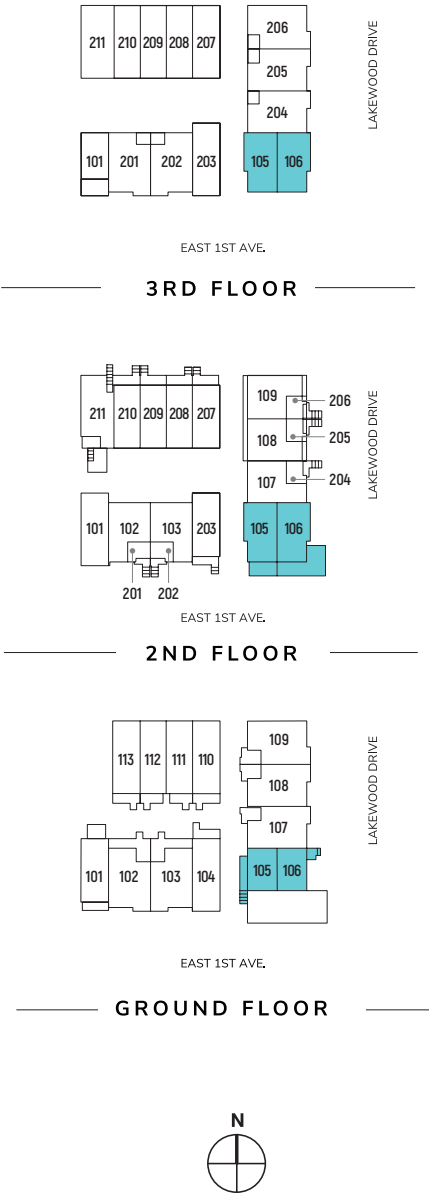 206
211 210 209 208 207
205
LAKEWOOD DRIVE
204
101 201 202 203 105 106
EAST 1ST AVE.
3RD FLOOR
109 206
211 210 209 208 207
108 205
LAKEWOOD DRIVE
107 204
101 102 103 203 105 106
201 202
EAST 1ST AVE.
2ND FLOOR
109
113 112 111 110
LAKEWOOD DRIVE
108
107
101 102 103 104 105 106
EAST 1ST AVE.
GROUND FLOOR
N